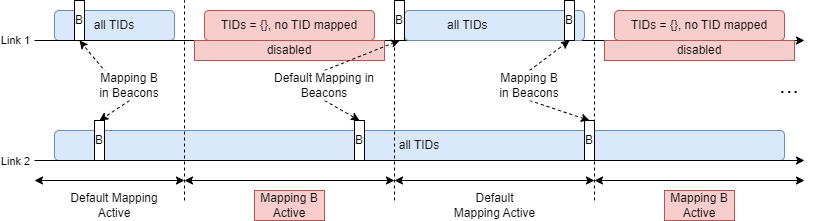 B
all TIDs
TIDs = {}, no TID mapped
B
all TIDs
B
TIDs = {}, no TID mapped
Link 1
disabled
disabled
Mapping B
in Beacons
Default Mapping in
Beacons
Mapping B
in Beacons
...
B
B
all TIDs
B
Link 2
Default Mapping
Active
Mapping B
Active
Default
Mapping Active
Mapping B
Active